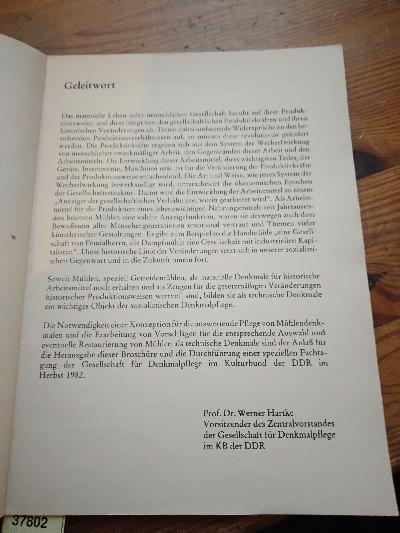 Geleitwort
Das materielle Leben jeder menschlichen Gesellschaft beruht auf ihrer Produk-
tionsweise, und diese hängt von den gesellschaftlichen Produktivkräften und ihren
historischen Veränderungen ab. Treten dabei umfassende Widersprüche zu den be-
stehenden Produktionsverhältnissen auf, so müssen diese revolutionär geändert
werden. Die Produktivkräfte ergeben sich aus dem System der Wechselwirkung
von menschlicher zweckmäßiger Arbeit, den Gegenständen dieser Arbeit und den
Arbeitsmitteln. Die Entwicklung dieser Arbeitsmittel, ihres wichtigsten Teiles, der
Geräte, Instrumente, Maschinen usw. ist für die Veränderung der Produktivkräfte
und der Produktionsweise entscheidend. Die Art und Weise, wie jenes System der
Wechselwirkung bewerkstelligt wird, unterscheidet die ökonomischen Epochen
der Gesellschaftsstruktur. Damit wird die Entwicklung der Arbeitsmittel zu einem
„Anzeiger der gesellschaftlichen Verhältnisse, worin gearbeitet wird". Als Arbeits-
mittel für die Produktion eines lebenswichtigen Nahrungsmittels seit Jahrtausen-
den besitzen Mühlen eine solche Anzeigefunktion, waren sie deswegen auch dem
Bewußtsein aller Menschengenerationen emotional vertraut und Themen vieler
künstlerischer Gestaltungen. Es gibt zum Beispiel so die Handmühle „eine Gesell-
schaft von Feudalherren, die Dampfmühle eine Gesellschaft mit industriellen Kapi-
talisten". Diese historische Linie der Veränderungen setzt sich in unserer sozialisti-
schen Gegenwart und in die Zukunft hinein fort.
Soweit Mühlen, speziell Getreidemühlen, als materielle Denkmale für historische
Arbeitsmittel noch erhalten und als Zeugen für die gesetzmäßigen Veränderungen
historischer Produktionsweisen wertvoll sind, bilden sie als technische Denkmale
ein wichtiges Objekt der sozialistischen Denkmalpflege.
Die Notwendigkeit einer Konzeption für die auswertende Pflege von Mühlendenk-
malen und die Erarbeitung von Vorschlägen für die entsprechende Auswahl und
eventuelle Restaurierung von Mühlen als technische Denkmale sind der Anlaß für
die Herausgabe dieser Broschüre und die Durchführung einer speziellen Fachta-
gung der Gesellschaft für Denkmalpflege im Kulturbund der DDR im
Herbst 1982.
Prof. Dr. Werner Hartke
Vorsitzender des Zentralvorstandes
der Gesellschaft für Denkmalpflege
im KB der DDR
37802